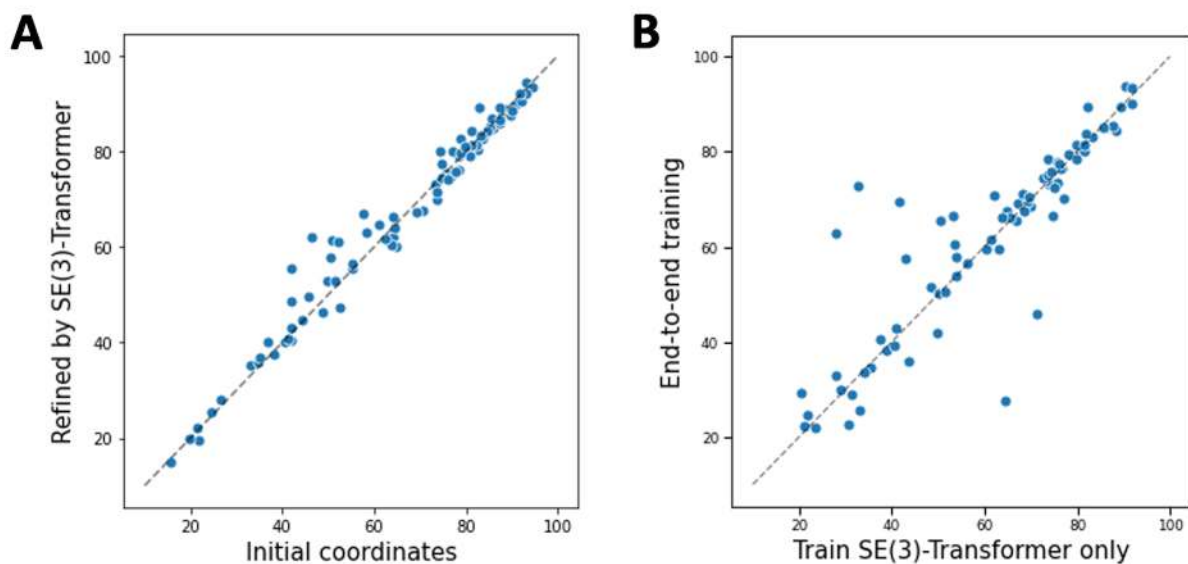 A
Refined by SE(3)-Transformer
100
80
60
40
20
20 40 60 80 100
Initial coordinates
B
End-to-end training
100
80
60
40
20
20 40 60 80 100
Train SE(3)-Transformer only